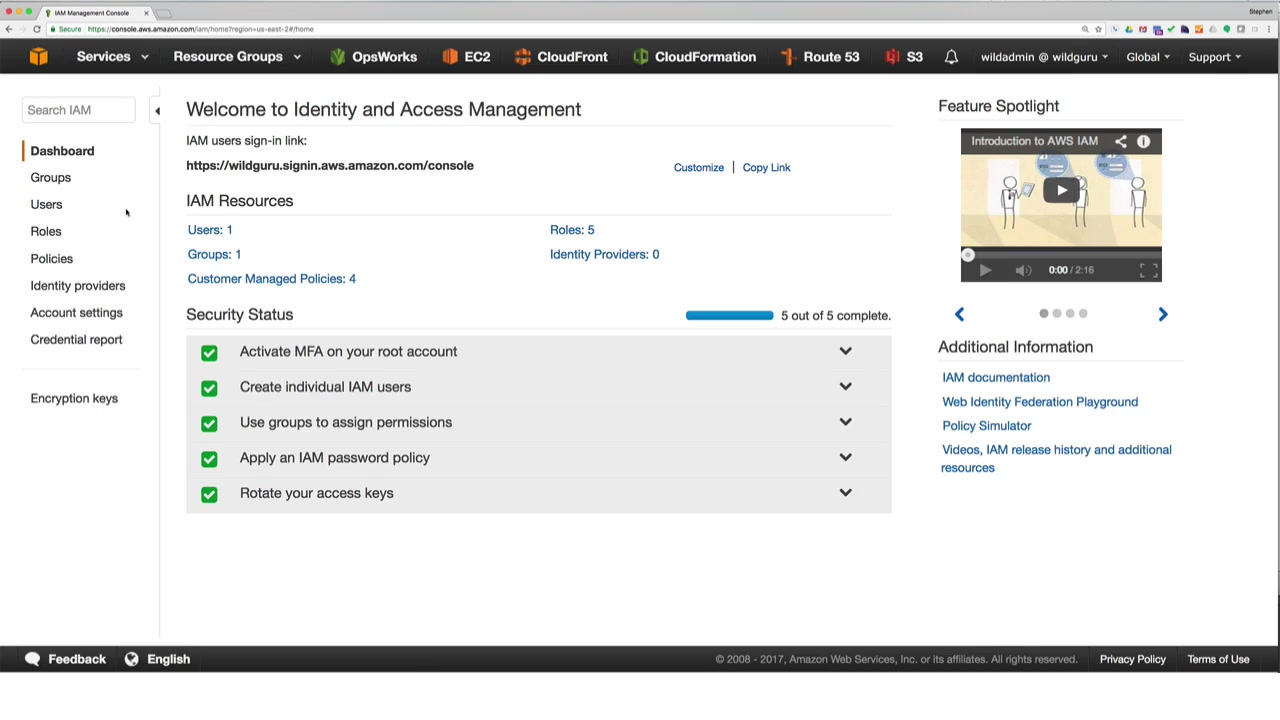 IAM Management Console
Stephen
Secure https://console.aws.amazon.com/iam/home?region=us-east-2#/home
Services Resource Groups OpsWorks EC2 CloudFront CloudFormation Route 53 S3 wildadmin @ wildguru Global Support
Search IAM
Dashboard
Groups
Users
Roles
Policies
Identity providers
Account settings
Credential report
Encryption keys
Welcome to Identity and Access Management
IAM users sign-in link:
https://wildguru.signin.aws.amazon.com/console
Customize | Copy Link
IAM Resources
Users: 1
Roles: 5
Groups: 1
Identity Providers: 0
Customer Managed Policies: 4
Security Status
5 out of 5 complete.
Activate MFA on your root account
Create individual IAM users
Use groups to assign permissions
Apply an IAM password policy
Rotate your access keys
Feature Spotlight
Introduction to AWS IAM
0:00 / 2:16
Additional Information
IAM documentation
Web Identity Federation Playground
Policy Simulator
Videos, IAM release history and additional
resources
Feedback English
© 2008 - 2017, Amazon Web Services, Inc. or its affiliates. All rights reserved. Privacy Policy Terms of Use